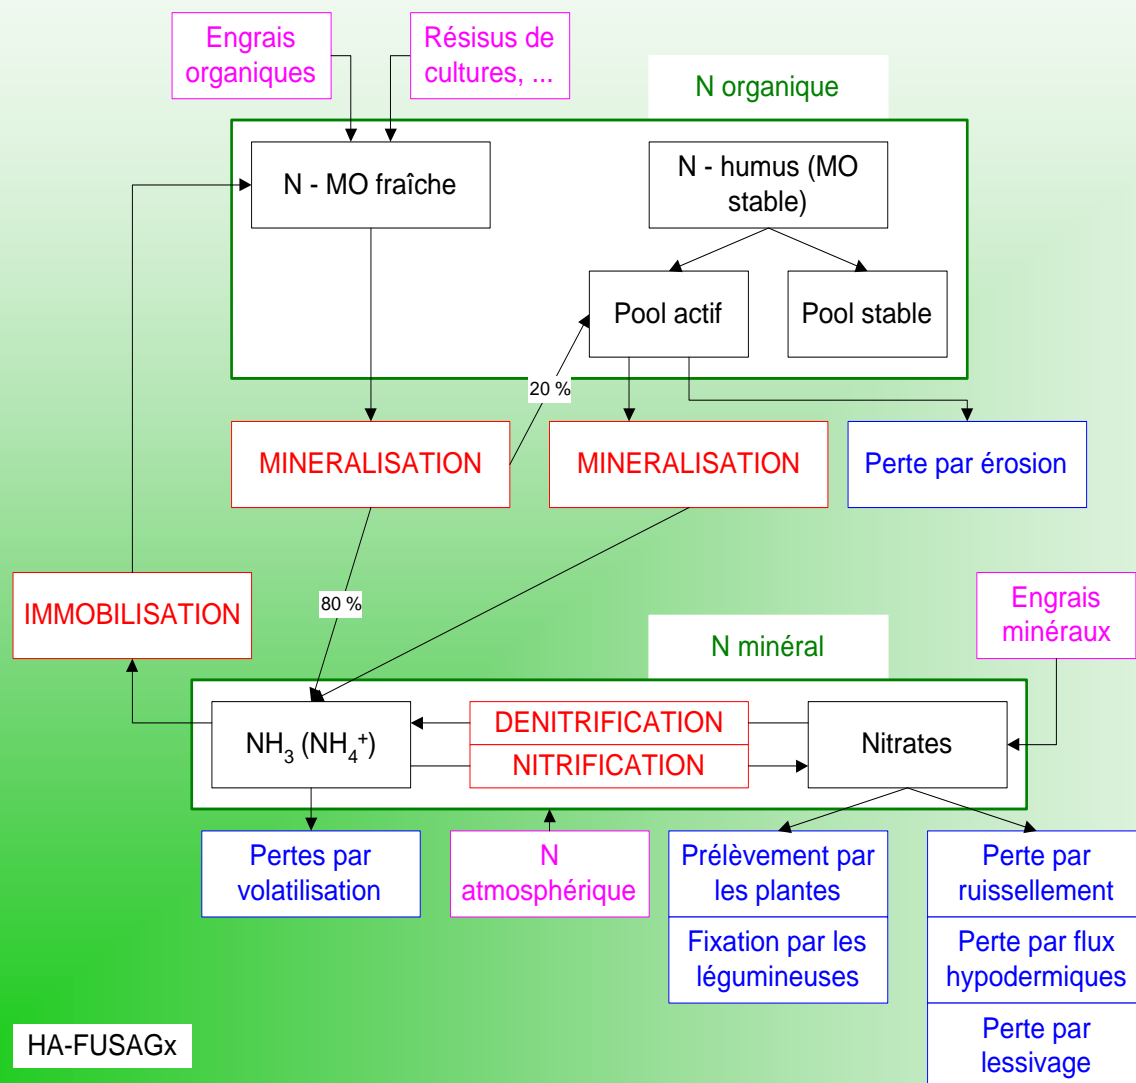 Engrais
organiques
Résisus de
cultures, ...
N organique
N - MO fraîche
N - humus (MO
stable)
Pool actif
Pool stable
20 %
MINERALISATION
MINERALISATION
Perte par érosion
IMMOBILISATION
80 %
Engrais
minéraux
N minéral
NH₃ (NH₄⁺)
DENITRIFICATION
NITRIFICATION
Nitrates
Pertes par
volatilisation
N
atmosphérique
Prélèvement par
les plantes
Fixation par les
légumineuses
Perte par
ruissellement
Perte par flux
hypodermiques
Perte par
lessivage
HA-FUSAGx